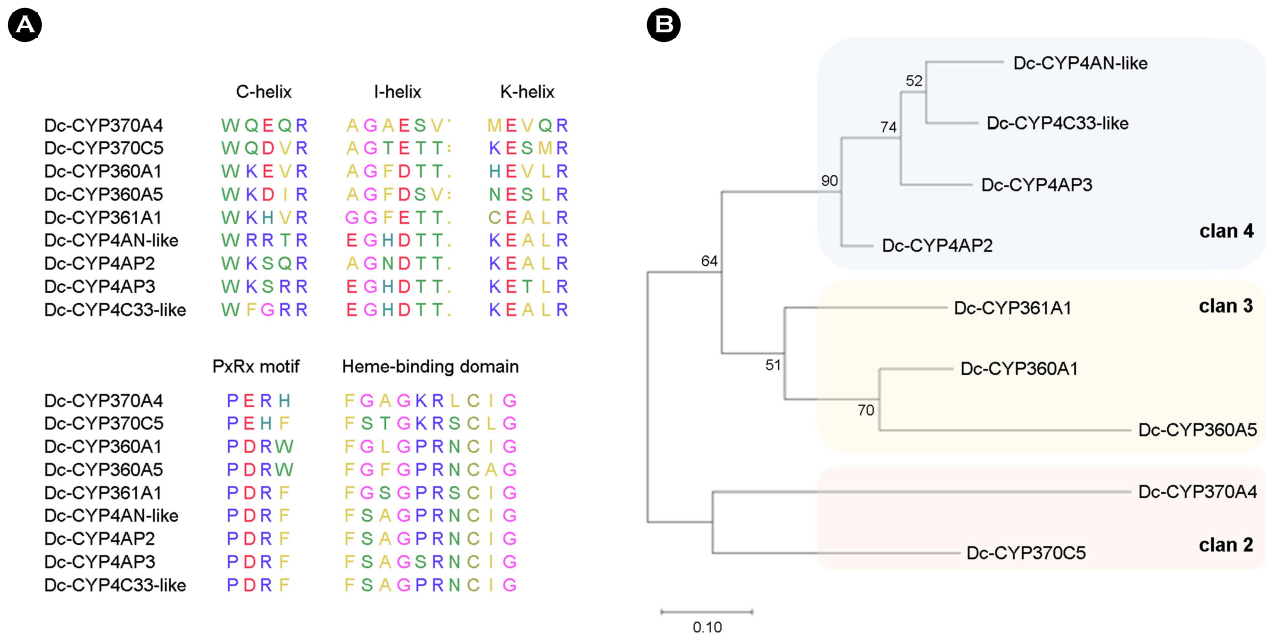 A
C-helix I-helix K-helix
Dc-CYP370A4 WQEQR AGAESV· MEVQR
Dc-CYP370C5 WQDVR AGTETT: KESMR
Dc-CYP360A1 WKEVR AGFDTT. HEVLR
Dc-CYP360A5 WKDIR AGFDSV: NESLR
Dc-CYP361A1 WKHVR GGFETT. CEALR
Dc-CYP4AN-like WRRTR EGHDTT. KEALR
Dc-CYP4AP2 WKSQR AGNDTT. KEALR
Dc-CYP4AP3 WKSRR EGHDTT. KETLR
Dc-CYP4C33-like WFGRR EGHDTT. KEALR
PxRx motif Heme-binding domain
Dc-CYP370A4 PERH FGAGKRLCIG
Dc-CYP370C5 PEHF FSTGKRSCLG
Dc-CYP360A1 PDRW FGLGPRNCIG
Dc-CYP360A5 PDRW FGFGPRNCAG
Dc-CYP361A1 PDRF FGSGPRSCIG
Dc-CYP4AN-like PDRF FSAGPRNCIG
Dc-CYP4AP2 PDRF FSAGPRNCIG
Dc-CYP4AP3 PDRF FSAGSRNCIG
Dc-CYP4C33-like PDRF FSAGPRNCIG
B
Dc-CYP4AN-like
52
Dc-CYP4C33-like
74
Dc-CYP4AP3
90
clan 4
Dc-CYP4AP2
64
Dc-CYP361A1 clan 3
51
Dc-CYP360A1
70
Dc-CYP360A5
Dc-CYP370A4
clan 2
Dc-CYP370C5
0.10